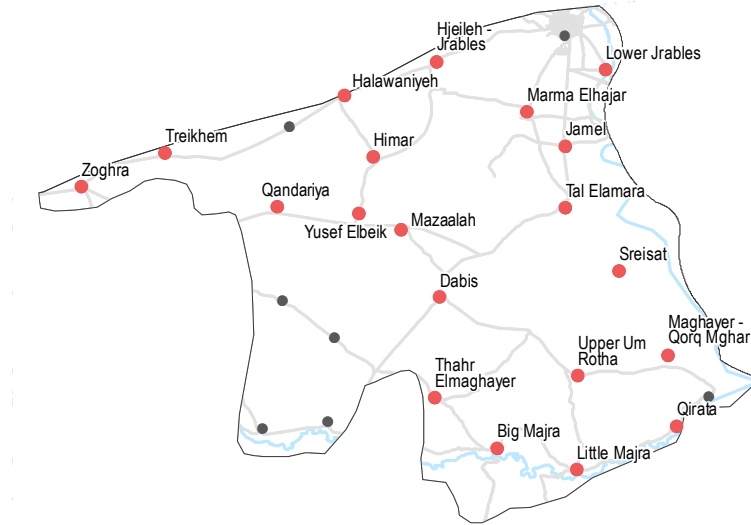 Hjeileh -
Jrables
Lower Jrables
Halawaniyeh
Marma Elhajar
Treikhem
Himar
Jamel
Zoghra
Qandariya
Tal Elamara
Yusef Elbeik
Mazaalah
Sreisat
Dabis
Maghayer -
Qorq Mghar
Upper Um
Rotha
Thahr
Elmaghayer
Qirata
Big Majra
Little Majra